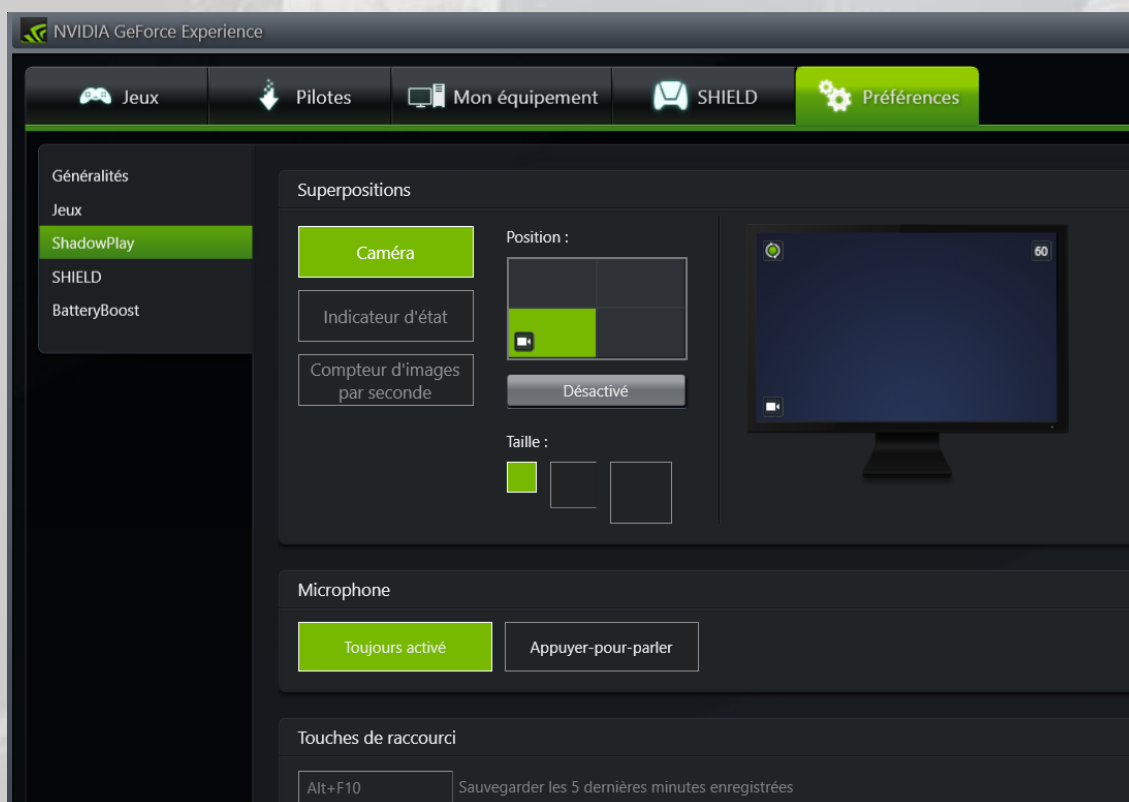 NVIDIA GeForce Experience
Jeux
Pilotes
Mon équipement
SHIELD
Préférences
Généralités
Jeux
ShadowPlay
SHIELD
BatteryBoost
Superpositions
Caméra
Indicateur d'état
Compteur d'images
par seconde
Position :
Désactivé
Taille :
60
Microphone
Toujours activé
Appuyer-pour-parler
Touches de raccourci
Alt+F10
Sauvegarder les 5 dernières minutes enregistrées